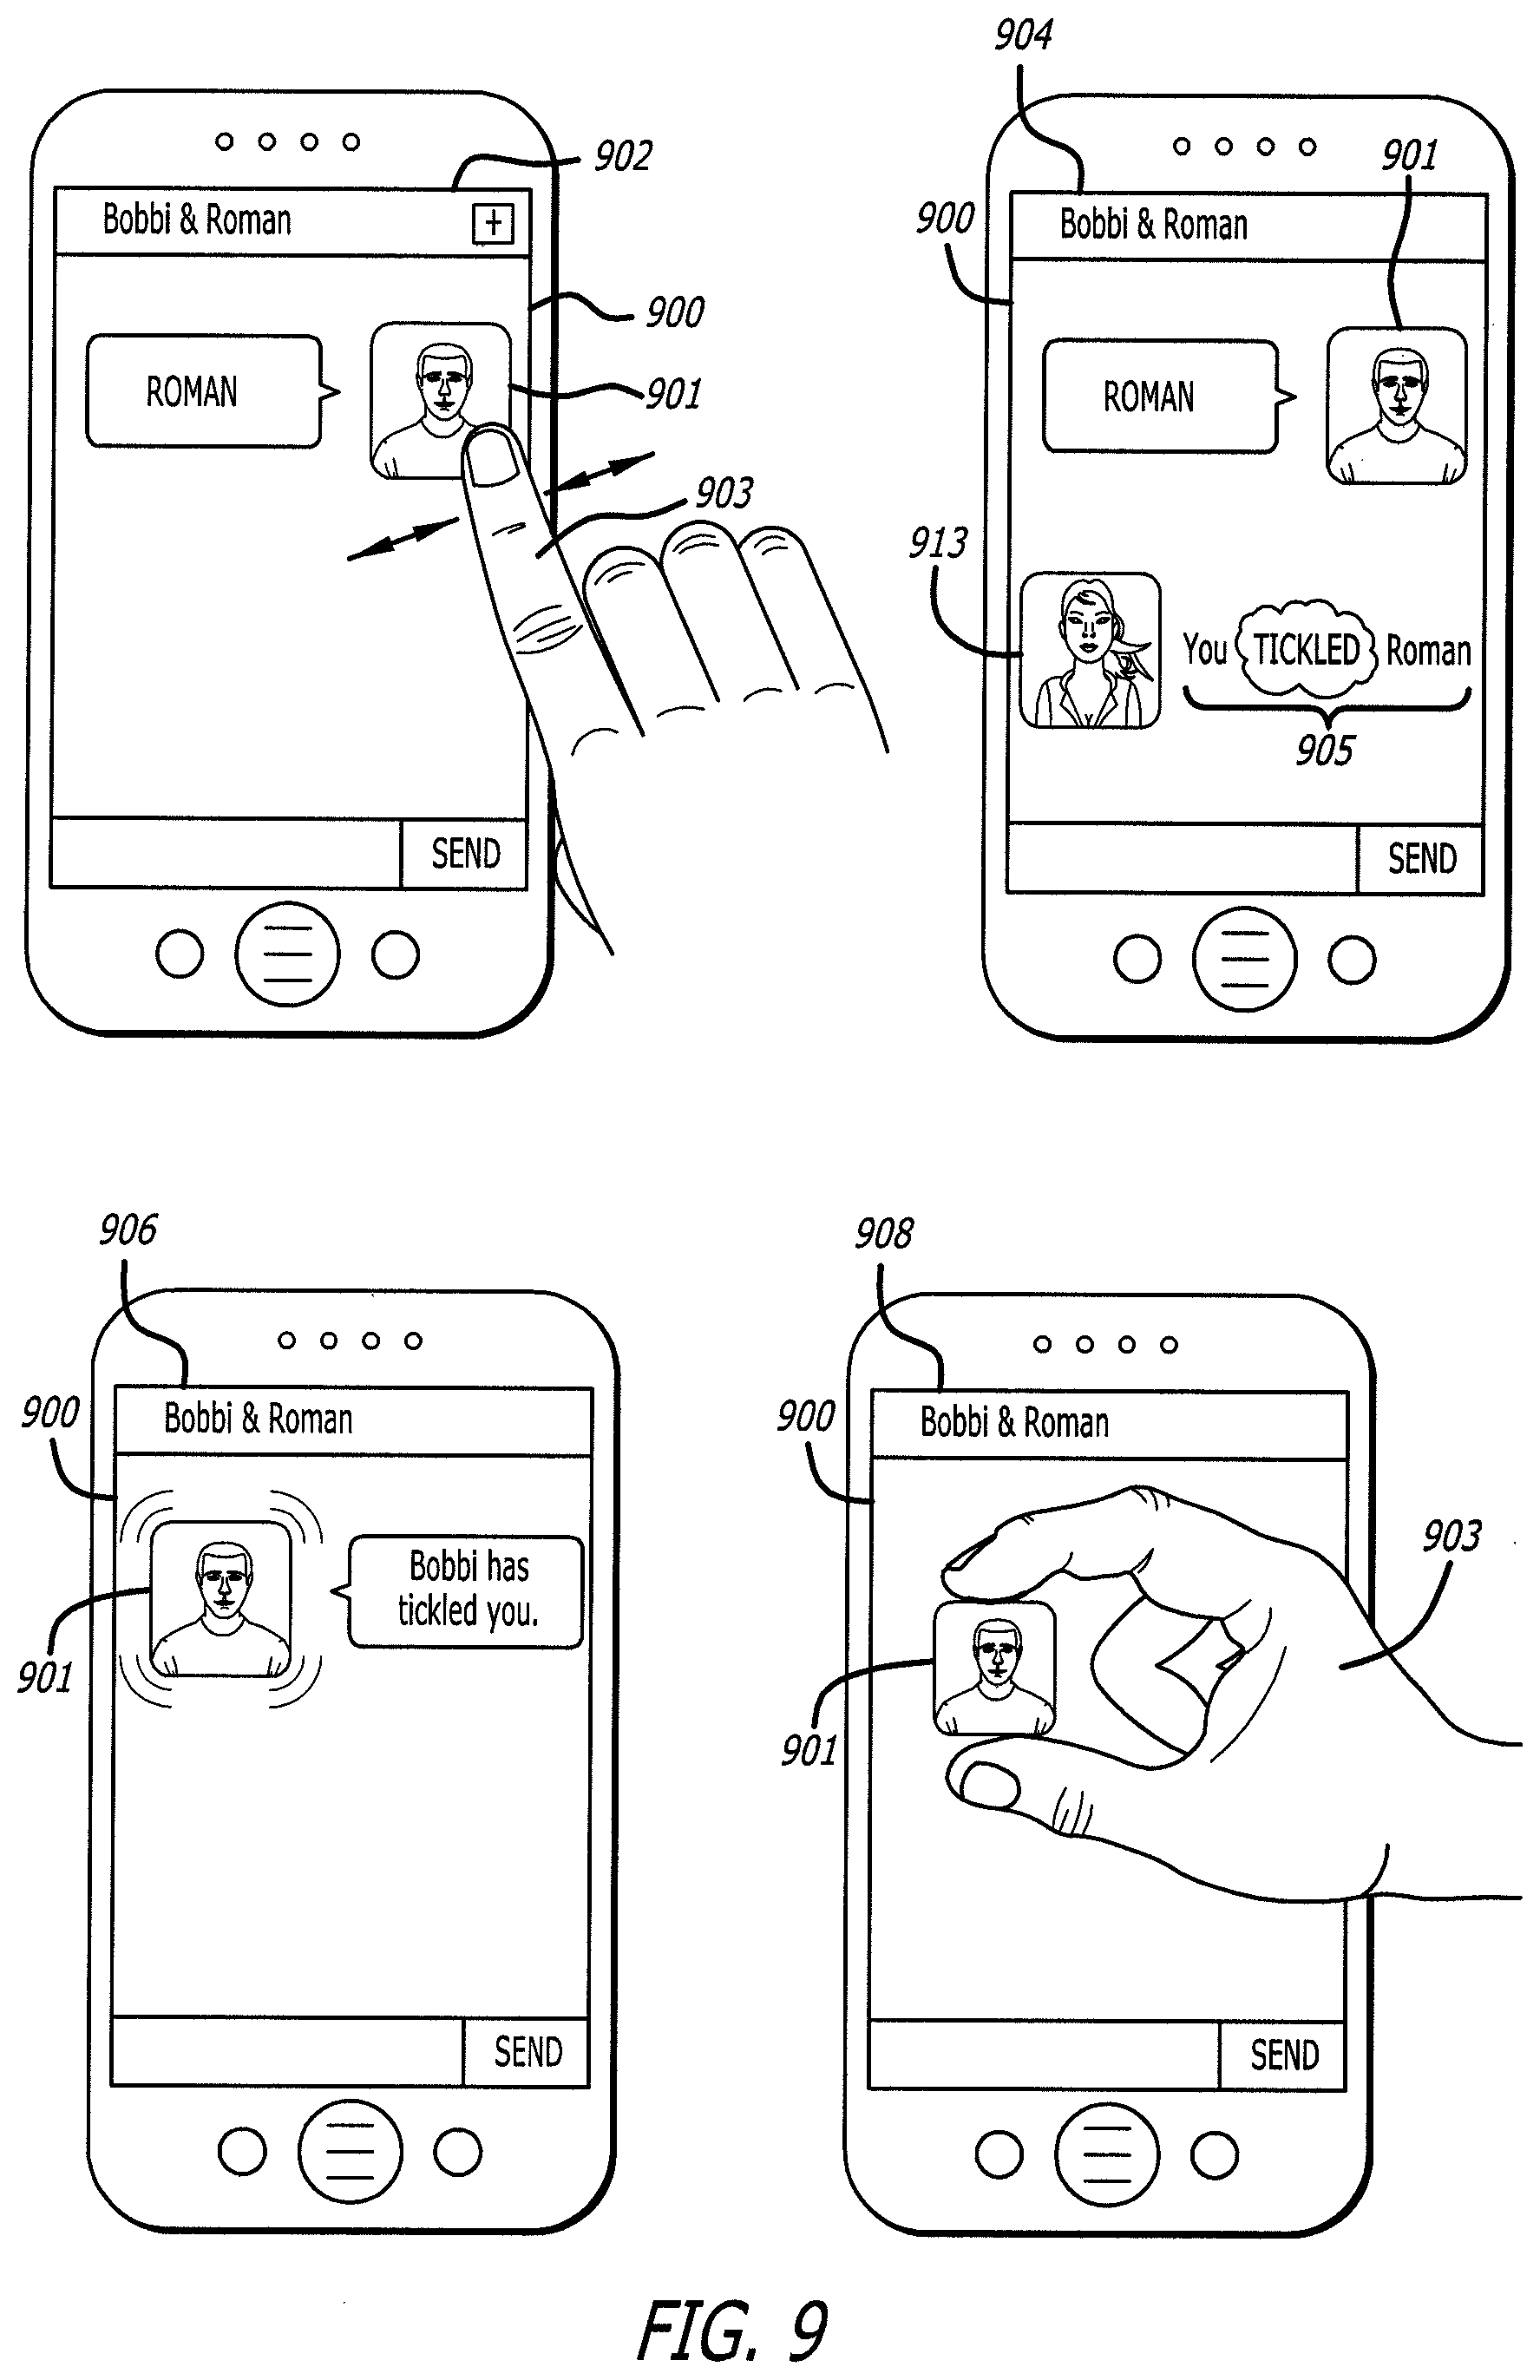 904
902
901
Bobbi & Roman
+
900
Bobbi & Roman
900
ROMAN
901
ROMAN
903
913
You TICKLED Roman
905
SEND
SEND
906
908
900
Bobbi & Roman
900
Bobbi & Roman
903
Bobbi has
tickled you.
901
901
SEND
SEND
FIG. 9